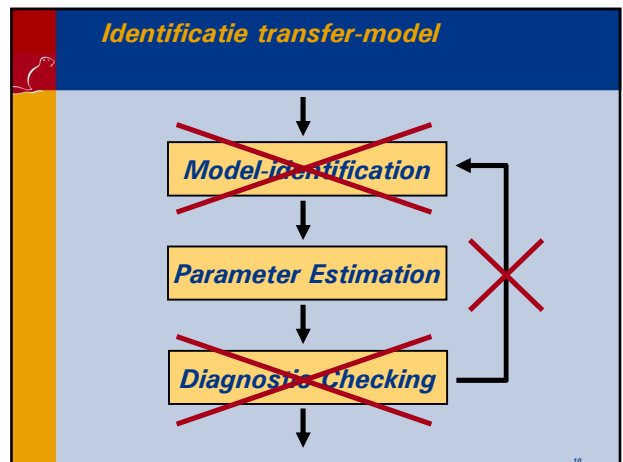 Identificatie transfer-model
Model-identification
Parameter Estimation
Diagnostic Checking